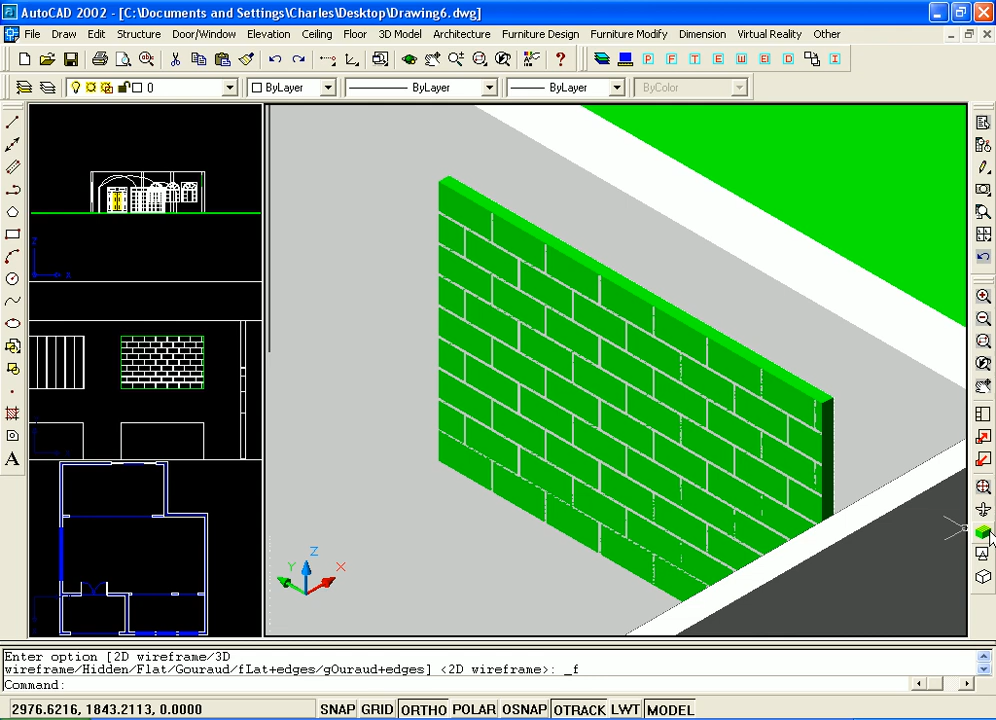 AutoCAD 2002 - [C:\Documents and Settings\Charles\Desktop\Drawing6.dwg]
File Draw Edit Structure Door/Window Elevation Ceiling Floor 3D Model Architecture Furniture Design Furniture Modify Dimension Virtual Reality Other
P F T E W E D I
0 ByLayer ByLayer ByLayer ByColor
A
Z
X
Z
Y X
Enter option [2D wireframe/3D
wireframe/Hidden/Flat/Gouraud/fLat+edges/gOuraud+edges] <2D wireframe>: _f
Command:
2976.6216, 1843.2113, 0.0000 SNAP GRID ORTHO POLAR OSNAP OTRACK LWT MODEL